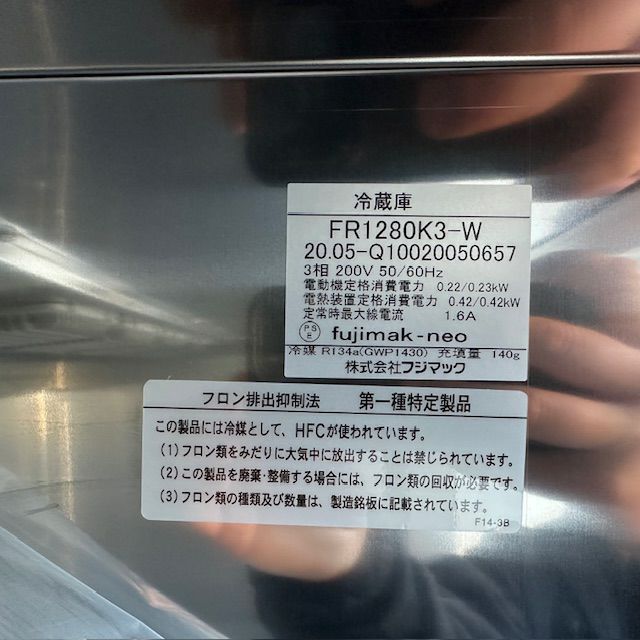 冷蔵庫
FR1280K3-W
20.05-Q10020050657
3相 200V 50/60Hz
電動機定格消費電力 0.22/0.23kW
電熱装置定格消費電力 0.42/0.42kW
定常時最大線電流 1.6A
PSE fujimak-neo
冷媒 R134a(GWP1430) 充填量 140g
株式会社フジマック
フロン排出抑制法 第一種特定製品
この製品には冷媒として、HFCが使われています。
(1)フロン類をみだりに大気中に放出することは禁じられています。
(2)この製品を廃棄・整備する場合には、フロン類の回収が必要です。
(3)フロン類の種類及び数量は、製造銘板に記載されています。
F14-3B